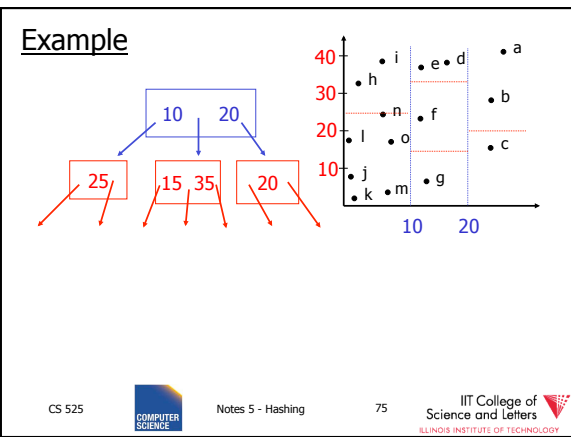 Example
10 20
25
15 35
20
40
30
20
10
10 20
i
e d
a
h
b
n
f
l
o
c
j
g
k
m
CS 525
COMPUTER
SCIENCE
Notes 5 - Hashing
75
IIT College of
Science and Letters
ILLINOIS INSTITUTE OF TECHNOLOGY